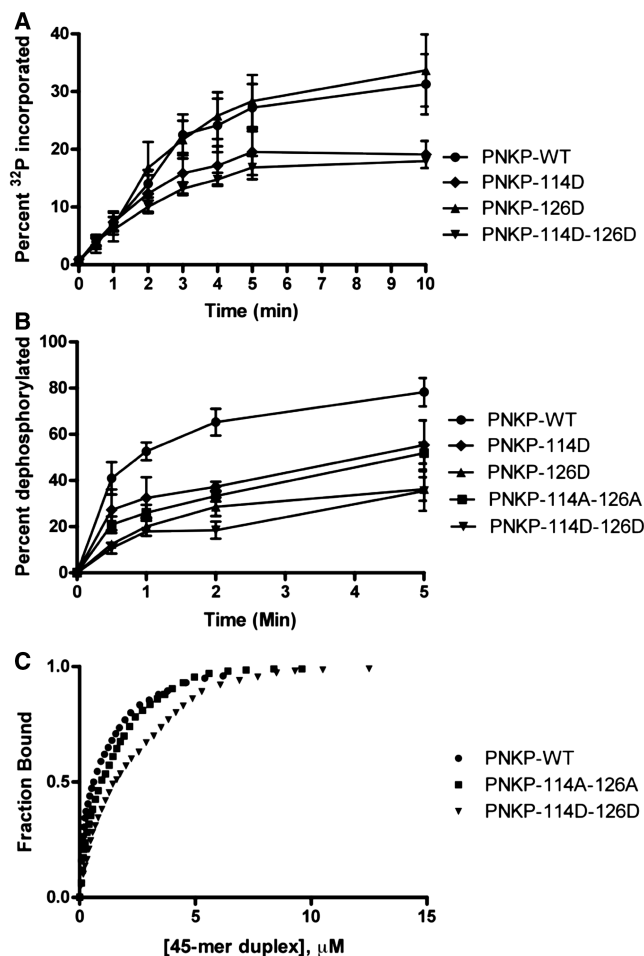 A
Percent ³²P incorporated
40
30
20
10
0
0 1 2 3 4 5 6 7 8 9 10
Time (min)
PNKP-WT
PNKP-114D
PNKP-126D
PNKP-114D-126D
B
Percent dephosphorylated
100
80
60
40
20
0
0 1 2 3 4 5
Time (Min)
PNKP-WT
PNKP-114D
PNKP-126D
PNKP-114A-126A
PNKP-114D-126D
C
Fraction Bound
1.0
0.5
0.0
0 5 10 15
[45-mer duplex], μM
PNKP-WT
PNKP-114A-126A
PNKP-114D-126D